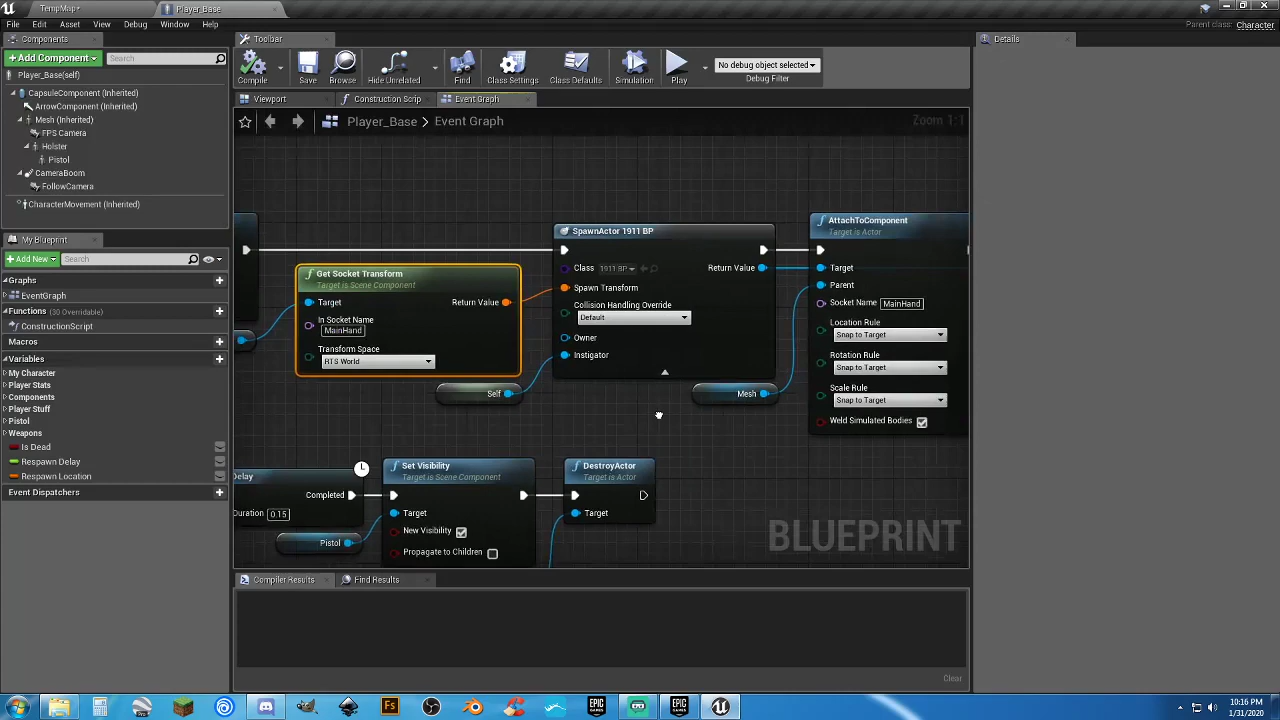 TempMap*
Player_Base
File Edit Asset View Debug Window Help
Parent class: Character
Components
Toolbar
Details
+Add Component Search
Player_Base(self)
CapsuleComponent (Inherited)
ArrowComponent (Inherited)
Mesh (Inherited)
FPS Camera
Holster
Pistol
CameraBoom
FollowCamera
CharacterMovement (Inherited)
Compile Save Browse Hide Unrelated Find Class Settings Class Defaults Simulation Play
No debug object selected
Debug Filter
Viewport Construction Scrip Event Graph
Player_Base > Event Graph
Zoom 1:1
My Blueprint
+Add New Search
Graphs
EventGraph
Functions (30 Overridable)
ConstructionScript
Macros
Variables
My Character
Player Stats
Components
Player Stuff
Pistol
Weapons
Is Dead
Respawn Delay
Respawn Location
Event Dispatchers
Get Socket Transform
Target is Scene Component
Target
Return Value
In Socket Name
MainHand
Transform Space
RTS World
Self
SpawnActor 1911 BP
Class 1911 BP
Return Value
Spawn Transform
Collision Handling Override
Default
Owner
Instigator
Mesh
AttachToComponent
Target is Actor
Target
Parent
Socket Name MainHand
Location Rule
Snap to Target
Rotation Rule
Snap to Target
Scale Rule
Snap to Target
Weld Simulated Bodies
Delay
Completed
Duration 0.15
Pistol
Set Visibility
Target is Scene Component
Target
New Visibility
Propagate to Children
DestroyActor
Target is Actor
Target
BLUEPRINT
Compiler Results Find Results
Clear
10:16 PM
1/31/2020